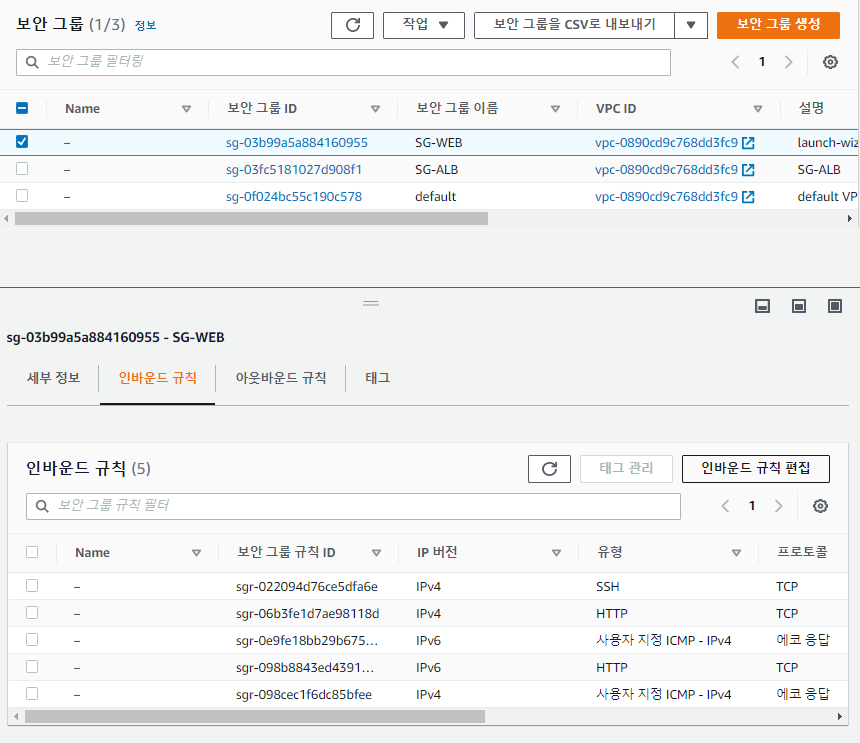 보안 그룹 (1/3) 정보 작업 보안 그룹을 CSV로 내보내기 보안 그룹 생성
보안 그룹 필터링 1
Name 보안 그룹 ID 보안 그룹 이름 VPC ID 설명
– sg-03b99a5a884160955 SG-WEB vpc-0890cd9c768dd3fc9 launch-wiz
– sg-03fc5181027d908f1 SG-ALB vpc-0890cd9c768dd3fc9 SG-ALB
– sg-0f024bc55c190c578 default vpc-0890cd9c768dd3fc9 default VP
sg-03b99a5a884160955 - SG-WEB
세부 정보 인바운드 규칙 아웃바운드 규칙 태그
인바운드 규칙 (5) 태그 관리 인바운드 규칙 편집
보안 그룹 규칙 필터 1
Name 보안 그룹 규칙 ID IP 버전 유형 프로토콜
– sgr-022094d76ce5dfa6e IPv4 SSH TCP
– sgr-06b3fe1d7ae98118d IPv4 HTTP TCP
– sgr-0e9fe18bb29b675... IPv6 사용자 지정 ICMP - IPv4 에코 응답
– sgr-098b8843ed4391... IPv6 HTTP TCP
– sgr-098cec1f6dc85bfee IPv4 사용자 지정 ICMP - IPv4 에코 응답